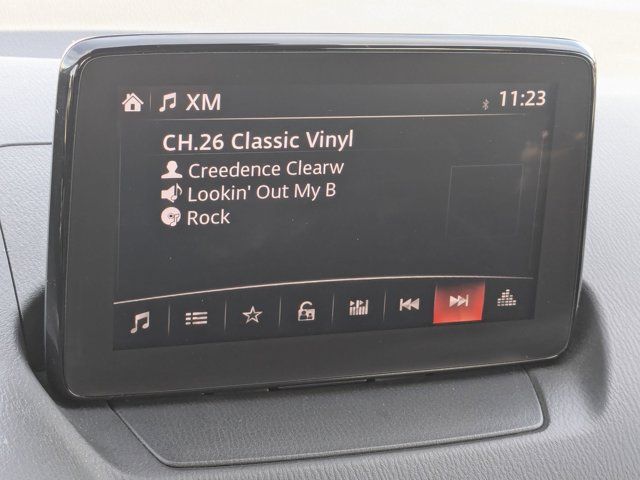 XM 11:23
CH.26 Classic Vinyl
Creedence Clearw
Lookin' Out My B
Rock